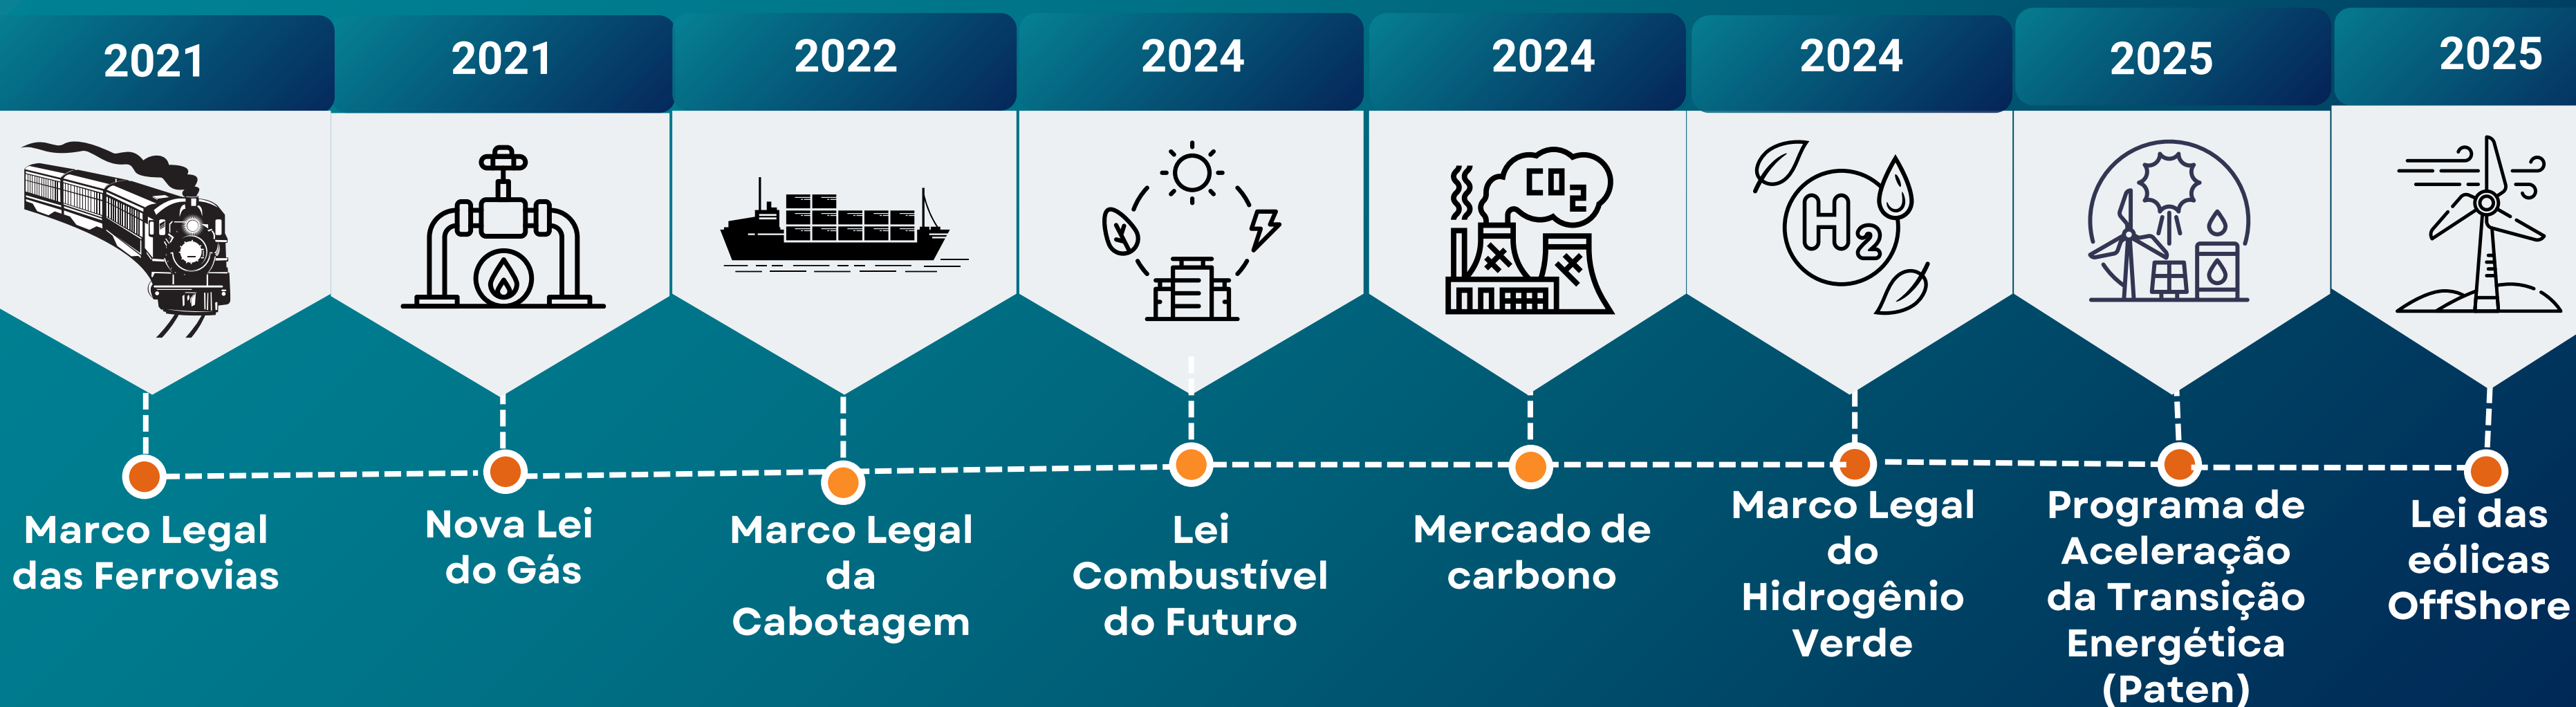 2021
2021
2022
2024
2024
2024
2025
2025
CO2
H2
Marco Legal
das Ferrovias
Nova Lei
do Gás
Marco Legal
da
Cabotagem
Lei
Combustível
do Futuro
Mercado de
carbono
Marco Legal
do
Hidrogênio
Verde
Programa de
Aceleração
da Transição
Energética
(Paten)
Lei das
eólicas
OffShore